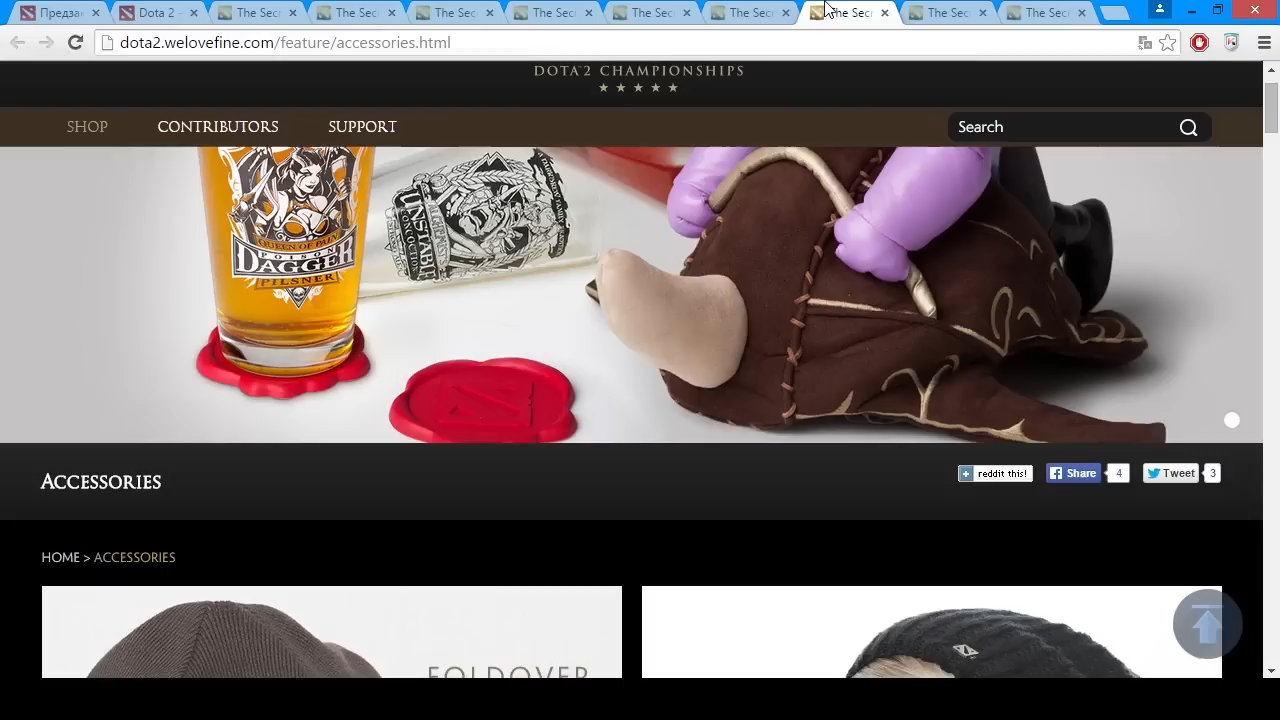 Предза
Dota 2 -
The Sec
The Sec
The Sec
The Sec
The Sec
The Sec
The Sec
The Sec
The Sec
dota2.welovefine.com/feature/accessories.html
DOTA™2 CHAMPIONSHIPS
SHOP CONTRIBUTORS SUPPORT
Search
QUEEN OF PAIN
POISON
DAGGER
PILSNER
UNSTABLE
CONCOCTION
ACCESSORIES
reddit this!
Share 4
Tweet 3
HOME > ACCESSORIES
FOLDOVER